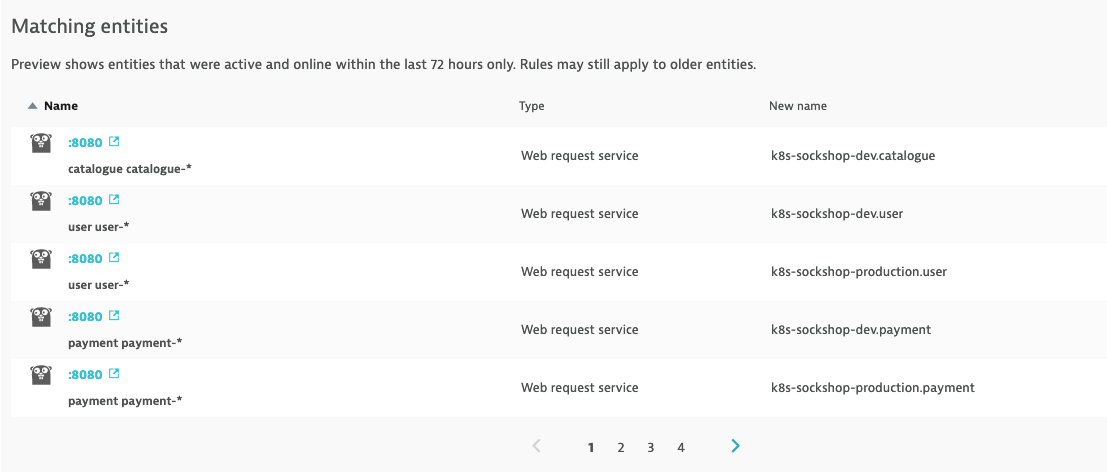 Matching entities
Preview shows entities that were active and online within the last 72 hours only. Rules may still apply to older entities.
Name Type New name
:8080
catalogue catalogue-* Web request service k8s-sockshop-dev.catalogue
:8080
user user-* Web request service k8s-sockshop-dev.user
:8080
user user-* Web request service k8s-sockshop-production.user
:8080
payment payment-* Web request service k8s-sockshop-dev.payment
:8080
payment payment-* Web request service k8s-sockshop-production.payment
1 2 3 4